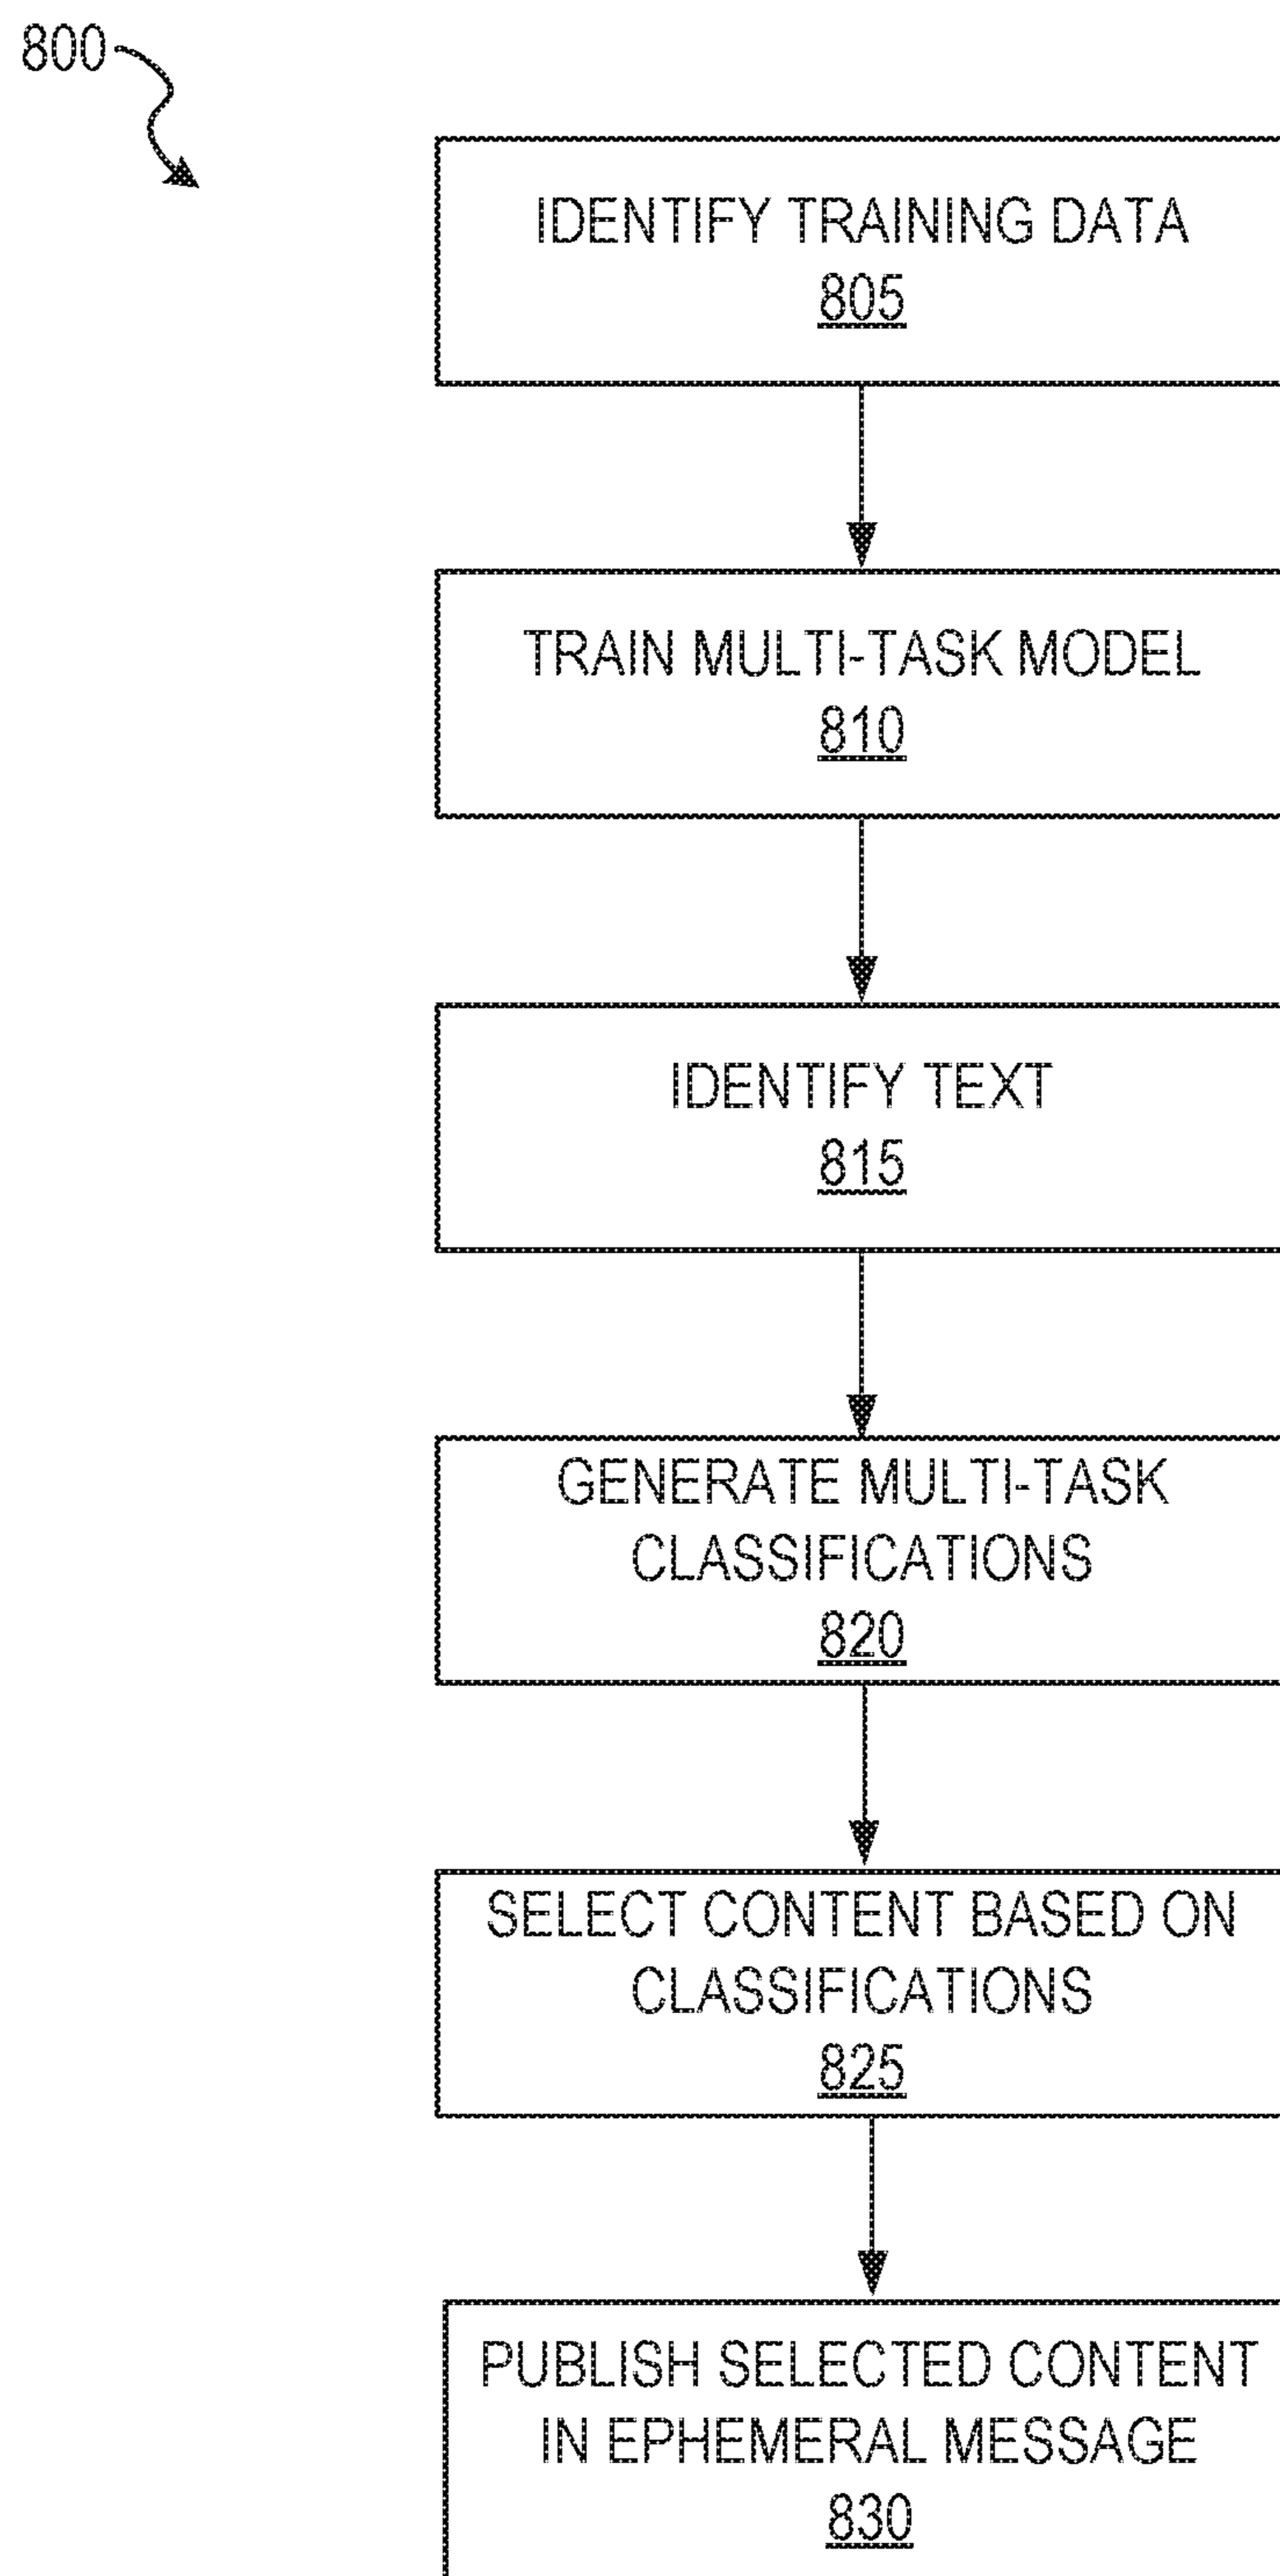 800
IDENTIFY TRAINING DATA
805
TRAIN MULTI-TASK MODEL
810
IDENTIFY TEXT
815
GENERATE MULTI-TASK
CLASSIFICATIONS
820
SELECT CONTENT BASED ON
CLASSIFICATIONS
825
PUBLISH SELECTED CONTENT
IN EPHEMERAL MESSAGE
830